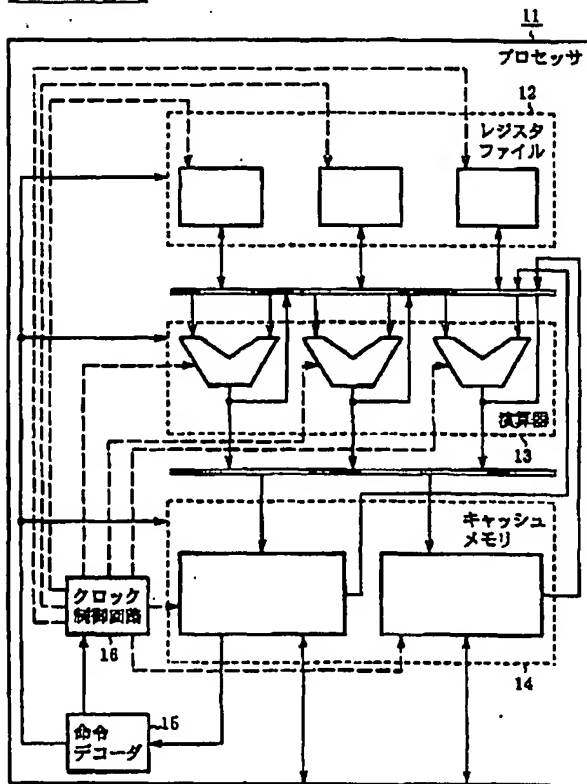 11
プロセッサ
12
レジスタ
ファイル
演算器
13
キャッシュ
メモリ
クロック
制御回路
16
14
15
命令
デコーダ